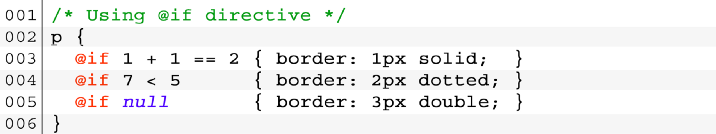 001 /* Using @if directive */
002 p {
003   @if 1 + 1 == 2 { border: 1px solid;  }
004   @if 7 < 5      { border: 2px dotted; }
005   @if null       { border: 3px double; }
006 }